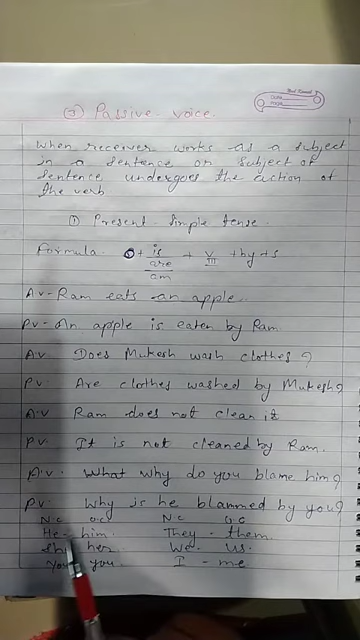 ③ Passive voice.
Date
Page
When receiver works as a subject
in a sentence or subject of
sentence undergoes the action of
the verb
① Present Simple tense.
Formula O + is/are/am + V III + by + s
A.V - Ram eats an apple.
P.V - An apple is eaten by Ram.
A.V. Does Mukesh wash clothes?
P.V. Are clothes washed by Mukesh?
A.V Ram does not clean it
P.V. It is not cleaned by Ram.
A.V. What why do you blame him?
P.V. Why is he blammed by you?
N.C O.C N.C O.C
He - him. They - them.
She her We - us.
you you I - me